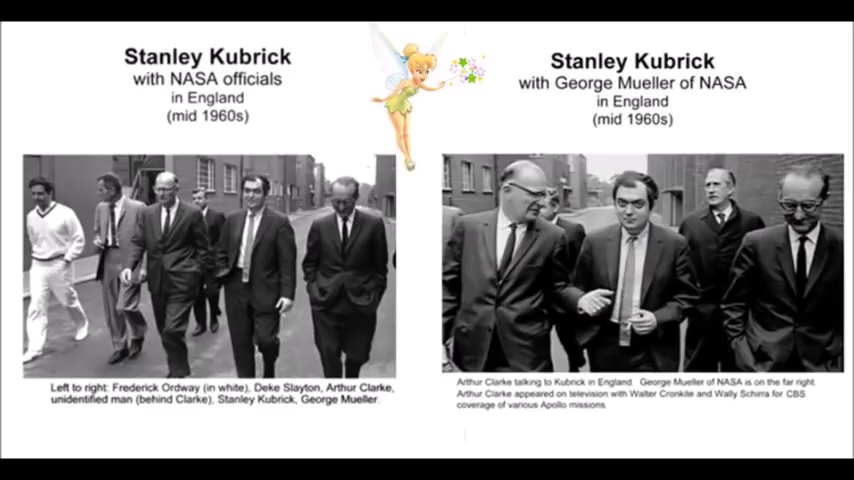 Stanley Kubrick
with NASA officials
in England
(mid 1960s)
Left to right: Frederick Ordway (in white), Deke Slayton, Arthur Clarke,
unidentified man (behind Clarke), Stanley Kubrick, George Mueller.
Stanley Kubrick
with George Mueller of NASA
in England
(mid 1960s)
Arthur Clarke talking to Kubrick in England. George Mueller of NASA is on the far right.
Arthur Clarke appeared on television with Walter Cronkite and Wally Schirra for CBS
coverage of various Apollo missions.